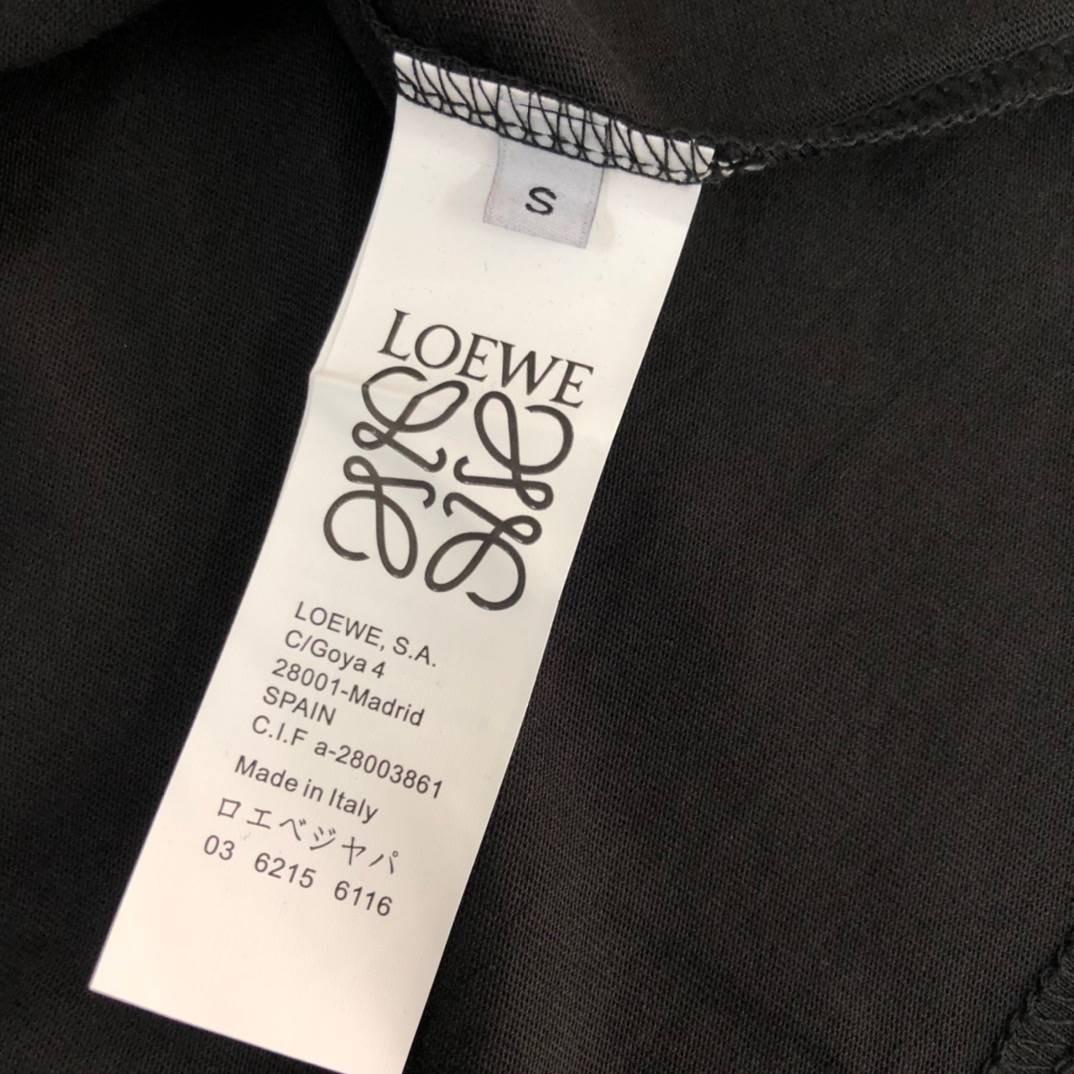 S
LOEWE
LOEWE, S.A.
C/Goya 4
28001-Madrid
SPAIN
C.I.F a-28003861
Made in Italy
ロエベジャパ
03 6215 6116